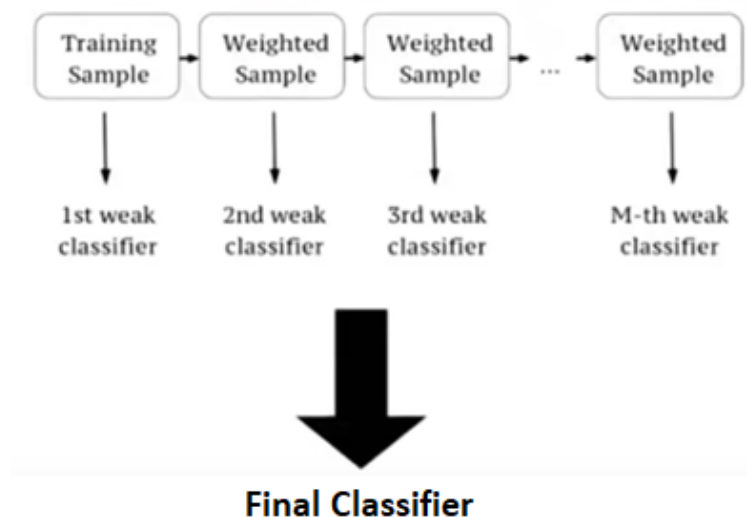 Training
Sample
Weighted
Sample
Weighted
Sample
...
Weighted
Sample
1st weak
classifier
2nd weak
classifier
3rd weak
classifier
M-th weak
classifier
Final Classifier